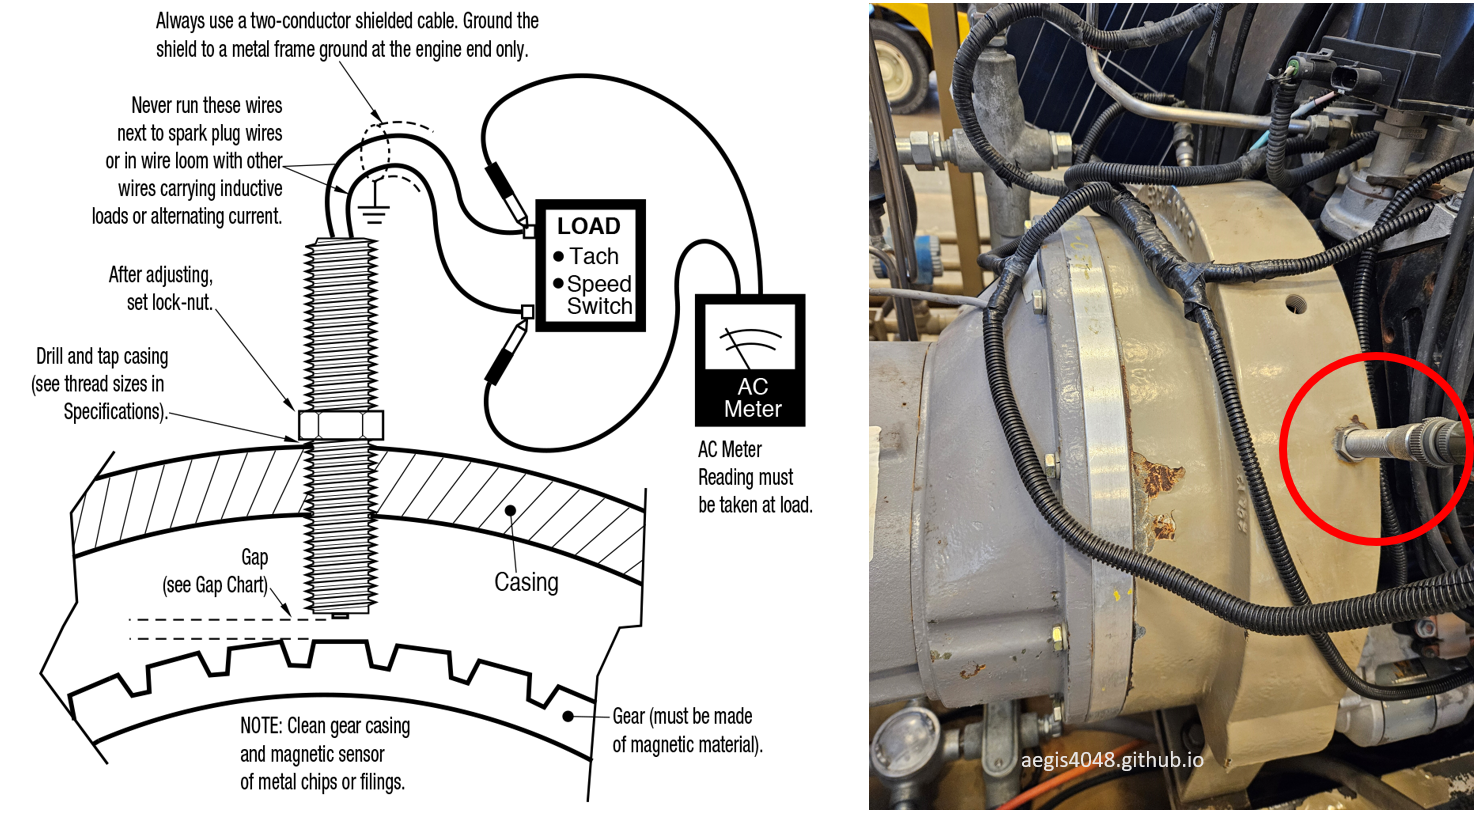 Always use a two-conductor shielded cable. Ground the
shield to a metal frame ground at the engine end only.
Never run these wires
next to spark plug wires
or in wire loom with other
wires carrying inductive
loads or alternating current.
After adjusting,
set lock-nut.
Drill and tap casing
(see thread sizes in
Specifications).
LOAD
Tach
Speed
Switch
AC
Meter
AC Meter
Reading must
be taken at load.
Gap
(see Gap Chart)
Casing
Gear (must be made
of magnetic material).
NOTE: Clean gear casing
and magnetic sensor
of metal chips or filings.
aegis4048.github.io